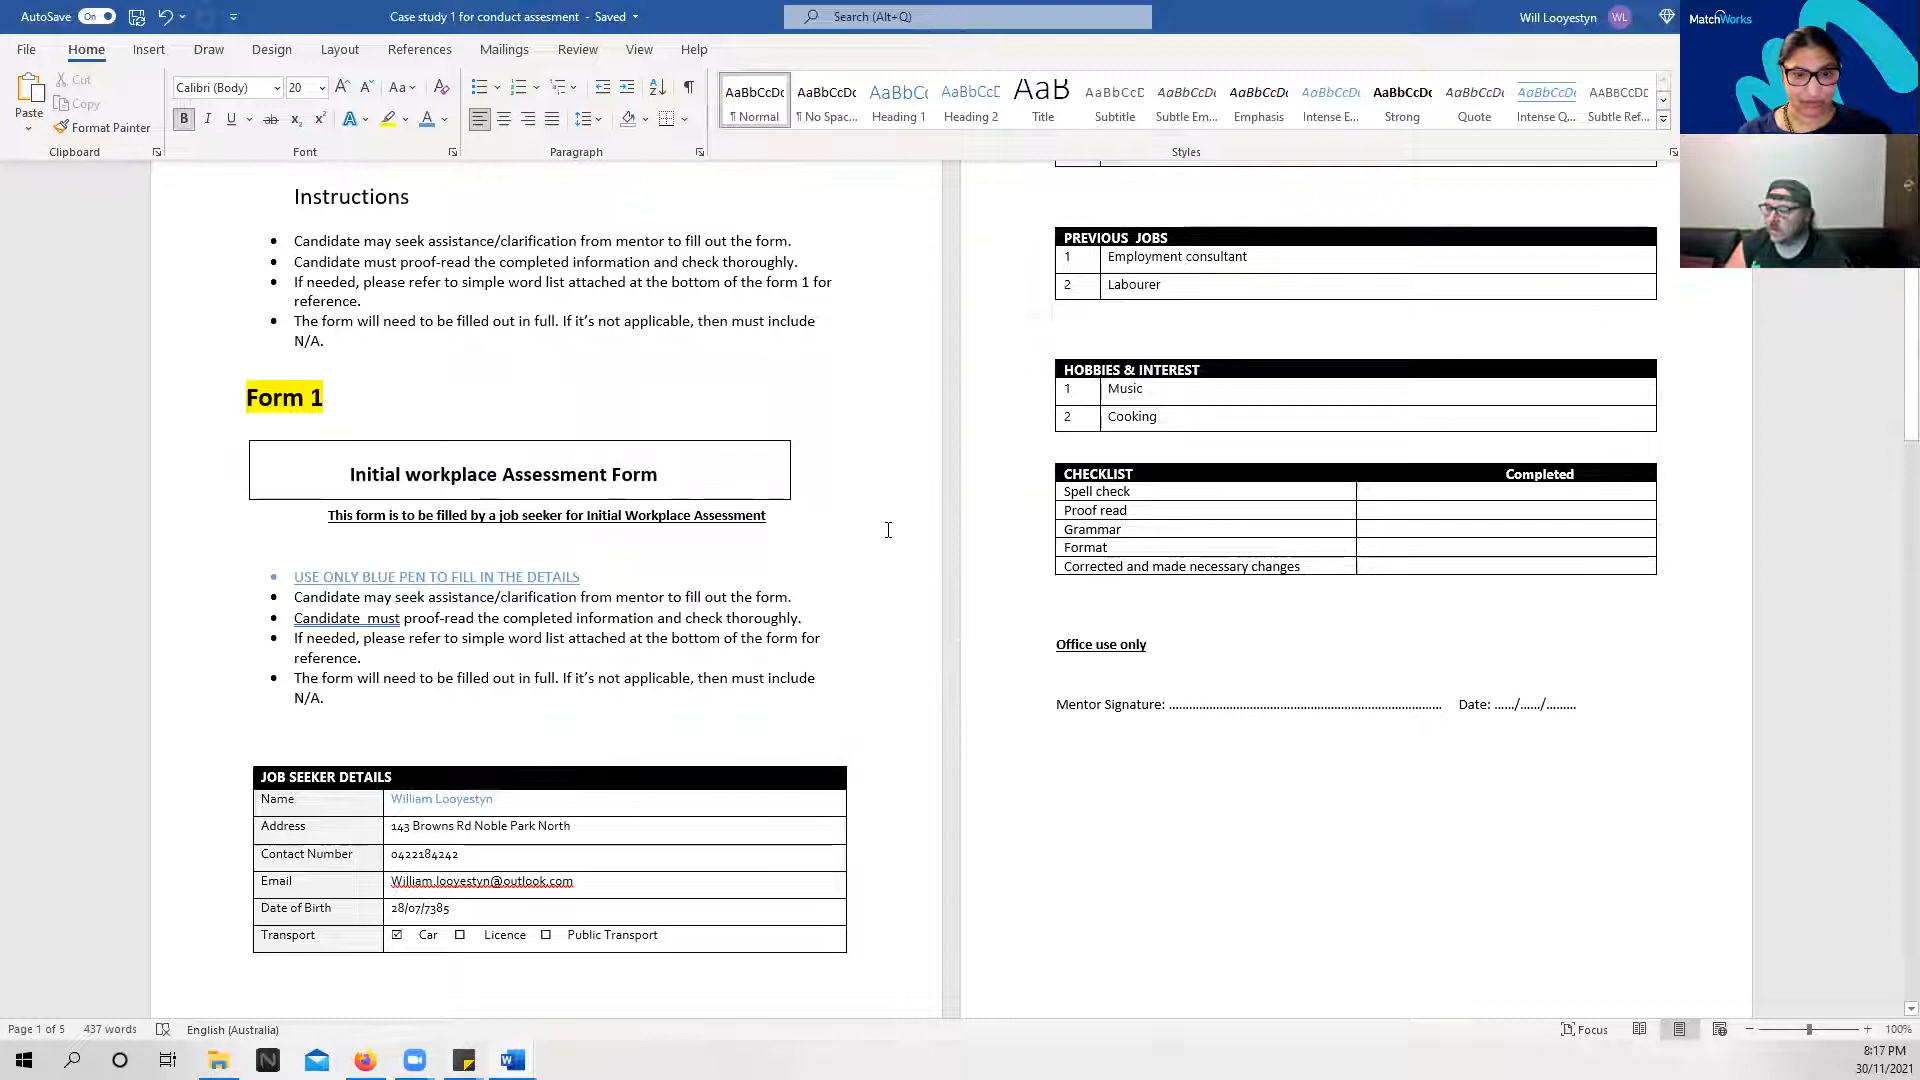 AutoSave On Case study 1 for conduct assesment - Saved Search (Alt+Q) Will Looyestyn WL MatchWorks
File Home Insert Draw Design Layout References Mailings Review View Help
Paste Cut Copy Format Painter
Calibri (Body) 20
AaBbCcDc ¶ Normal
AaBbCcDc ¶ No Spac...
AaBbCc Heading 1
AaBbCcD Heading 2
AaB Title
AaBbCcD Subtitle
AaBbCcDc Subtle Em...
AaBbCcDc Emphasis
AaBbCcDc Intense E...
AaBbCcDc Strong
AaBbCcDc Quote
AaBbCcDc Intense Q...
AaBbCcDc Subtle Ref...
Clipboard Font Paragraph Styles
Instructions
• Candidate may seek assistance/clarification from mentor to fill out the form.
• Candidate must proof-read the completed information and check thoroughly.
• If needed, please refer to simple word list attached at the bottom of the form 1 for
reference.
• The form will need to be filled out in full. If it’s not applicable, then must include
N/A.
Form 1
Initial workplace Assessment Form
This form is to be filled by a job seeker for Initial Workplace Assessment
• USE ONLY BLUE PEN TO FILL IN THE DETAILS
• Candidate may seek assistance/clarification from mentor to fill out the form.
• Candidate must proof-read the completed information and check thoroughly.
• If needed, please refer to simple word list attached at the bottom of the form for
reference.
• The form will need to be filled out in full. If it’s not applicable, then must include
N/A.
JOB SEEKER DETAILS
Name William Looyestyn
Address 143 Browns Rd Noble Park North
Contact Number 0422184242
Email William.looyestyn@outlook.com
Date of Birth 28/07/7385
Transport ☑ Car ☐ Licence ☐ Public Transport
PREVIOUS JOBS
1 Employment consultant
2 Labourer
HOBBIES & INTEREST
1 Music
2 Cooking
CHECKLIST Completed
Spell check
Proof read
Grammar
Format
Corrected and made necessary changes
Office use only
Mentor Signature: ................................................................................ Date: ....../....../.........
Page 1 of 5 437 words English (Australia) Focus 100%
8:17 PM
30/11/2021